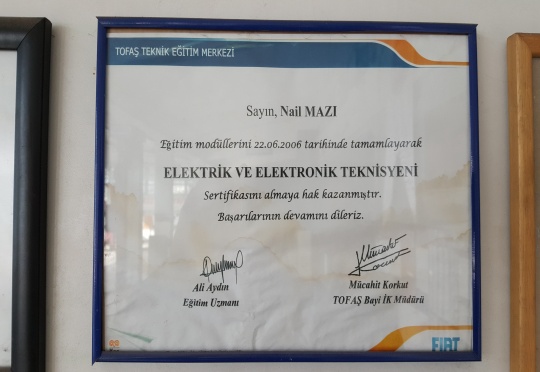 TOFAŞ TEKNİK EĞİTİM MERKEZİ
Sayın, Nail MAZI
Eğitim modüllerini 22.06.2006 tarihinde tamamlayarak
ELEKTRİK VE ELEKTRONİK TEKNİSYENİ
Sertifikasını almaya hak kazanmıştır.
Başarılarının devamını dileriz.
Ali Aydın
Eğitim Uzmanı
Mücahit Korkut
TOFAŞ Bayi İK Müdürü
FIAT